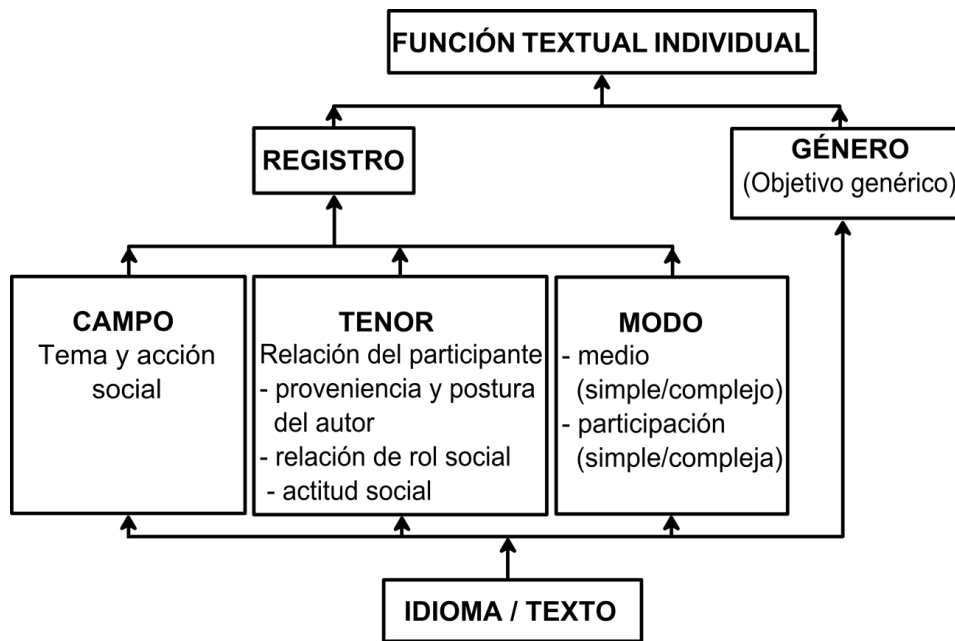 FUNCIÓN TEXTUAL INDIVIDUAL
REGISTRO
GÉNERO
(Objetivo genérico)
CAMPO
Tema y acción
social
TENOR
Relación del participante
- proveniencia y postura
del autor
- relación de rol social
- actitud social
MODO
- medio
(simple/complejo)
- participación
(simple/compleja)
IDIOMA / TEXTO